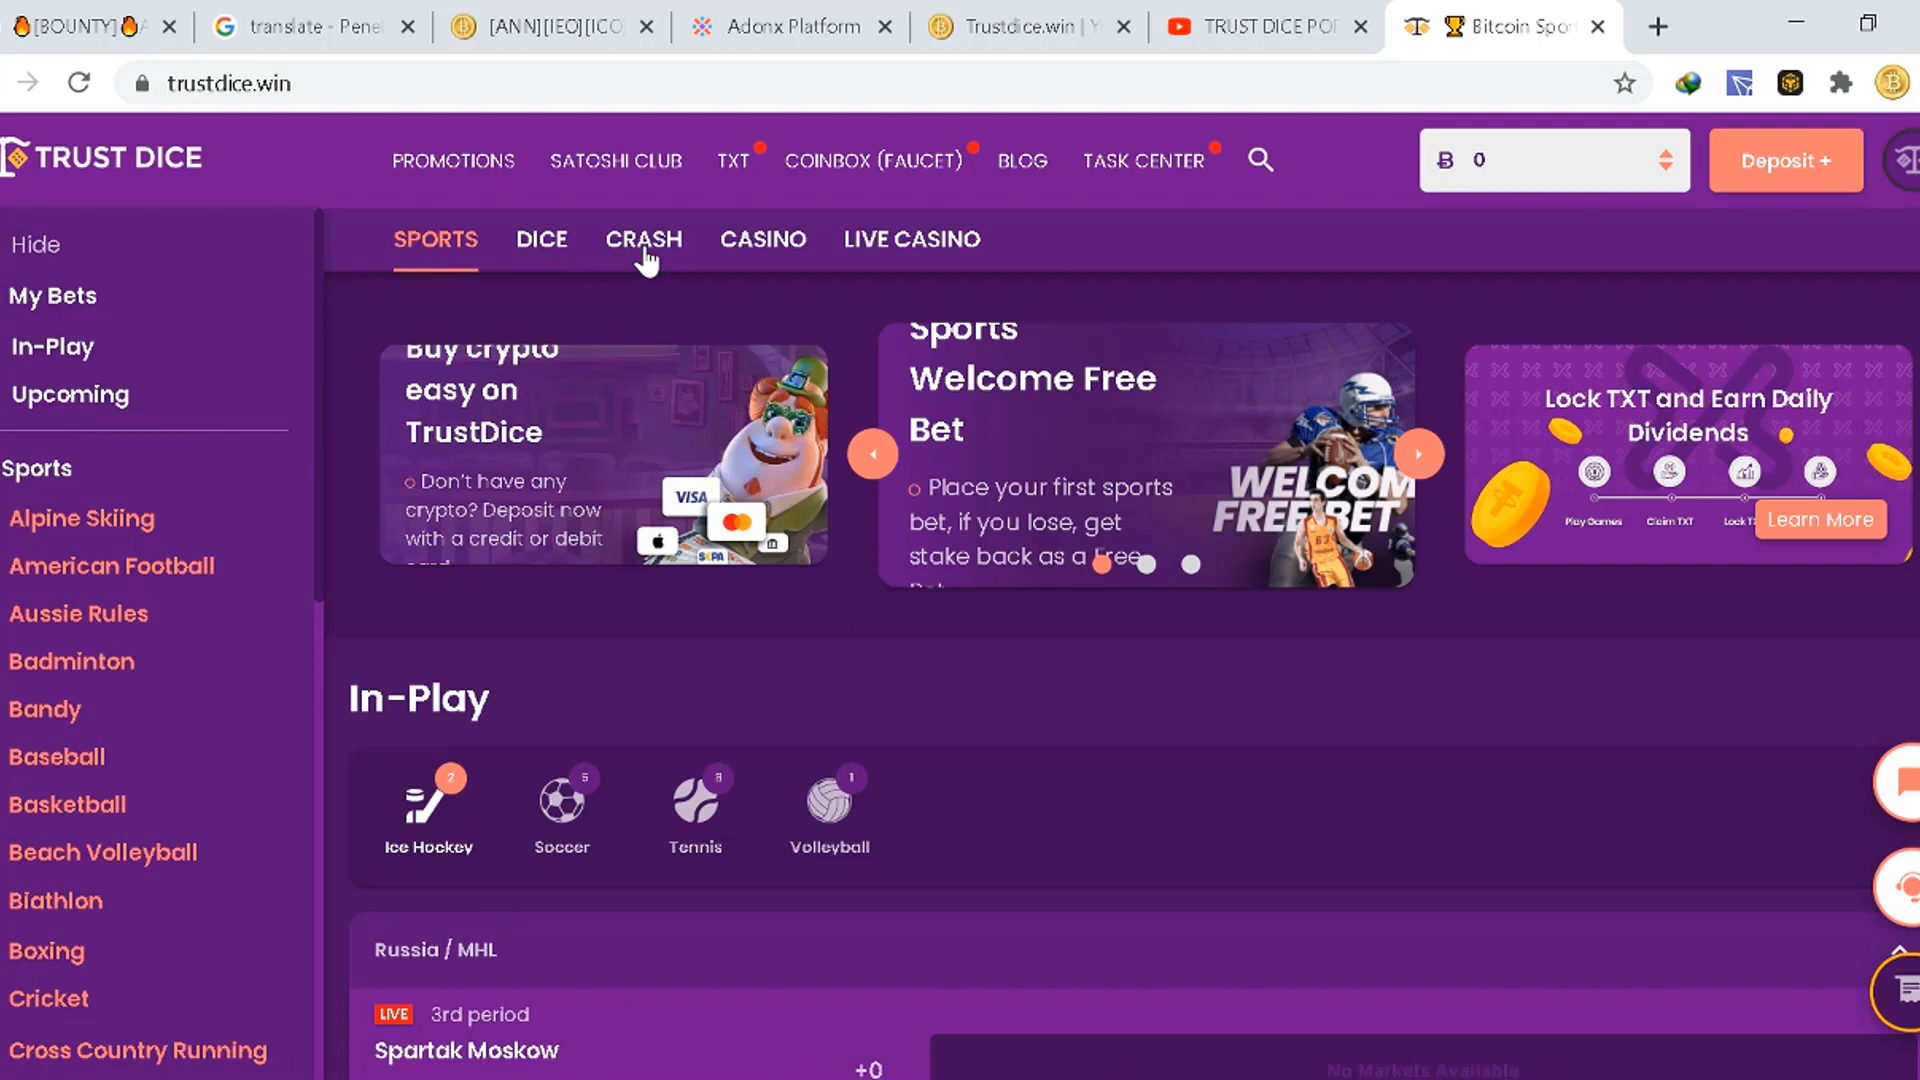 [BOUNTY]
translate - Pene
[ANN][IEO][ICO]
Adonx Platform
Trustdice.win | Y
TRUST DICE POI
Bitcoin Spor
trustdice.win
TRUST DICE
PROMOTIONS
SATOSHI CLUB
TXT
COINBOX (FAUCET)
BLOG
TASK CENTER
0
Deposit +
SPORTS
DICE
CRASH
CASINO
LIVE CASINO
Hide
My Bets
In-Play
Upcoming
Sports
Alpine Skiing
American Football
Aussie Rules
Badminton
Bandy
Baseball
Basketball
Beach Volleyball
Biathlon
Boxing
Cricket
Cross Country Running
Buy crypto
easy on
TrustDice
Don't have any
crypto? Deposit now
with a credit or debit
VISA
SEPA
Sports
Welcome Free
Bet
Place your first sports
bet, if you lose, get
stake back as a Free
WELCOM
FREE BET
Lock TXT and Earn Daily
Dividends
Play Games
Claim TXT
Lock T
Learn More
In-Play
2
5
8
1
Ice Hockey
Soccer
Tennis
Volleyball
Russia / MHL
LIVE
3rd period
Spartak Moskow
+0
No Markets Available